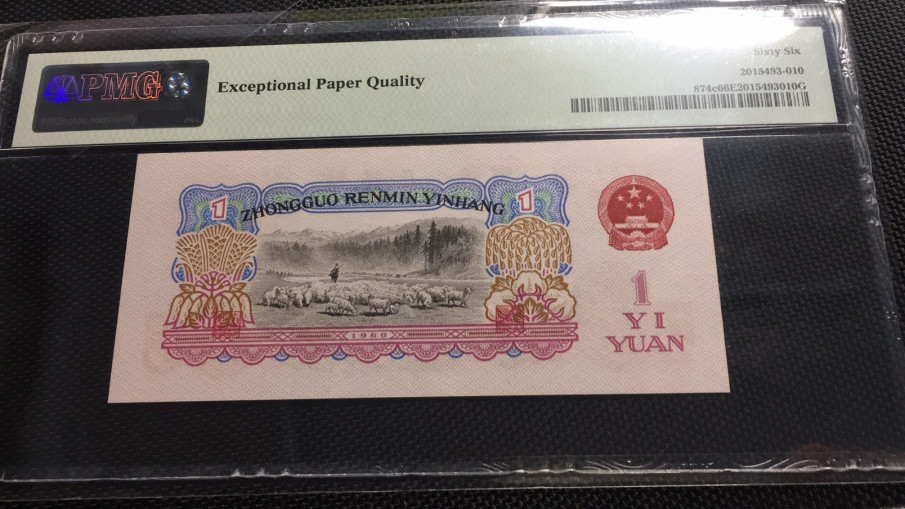 PMG
Exceptional Paper Quality
Sixty Six
2015493-010
874c66E2015493010G
1
ZHONGGUO RENMIN YINHANG
1
1960
1
YI
YUAN